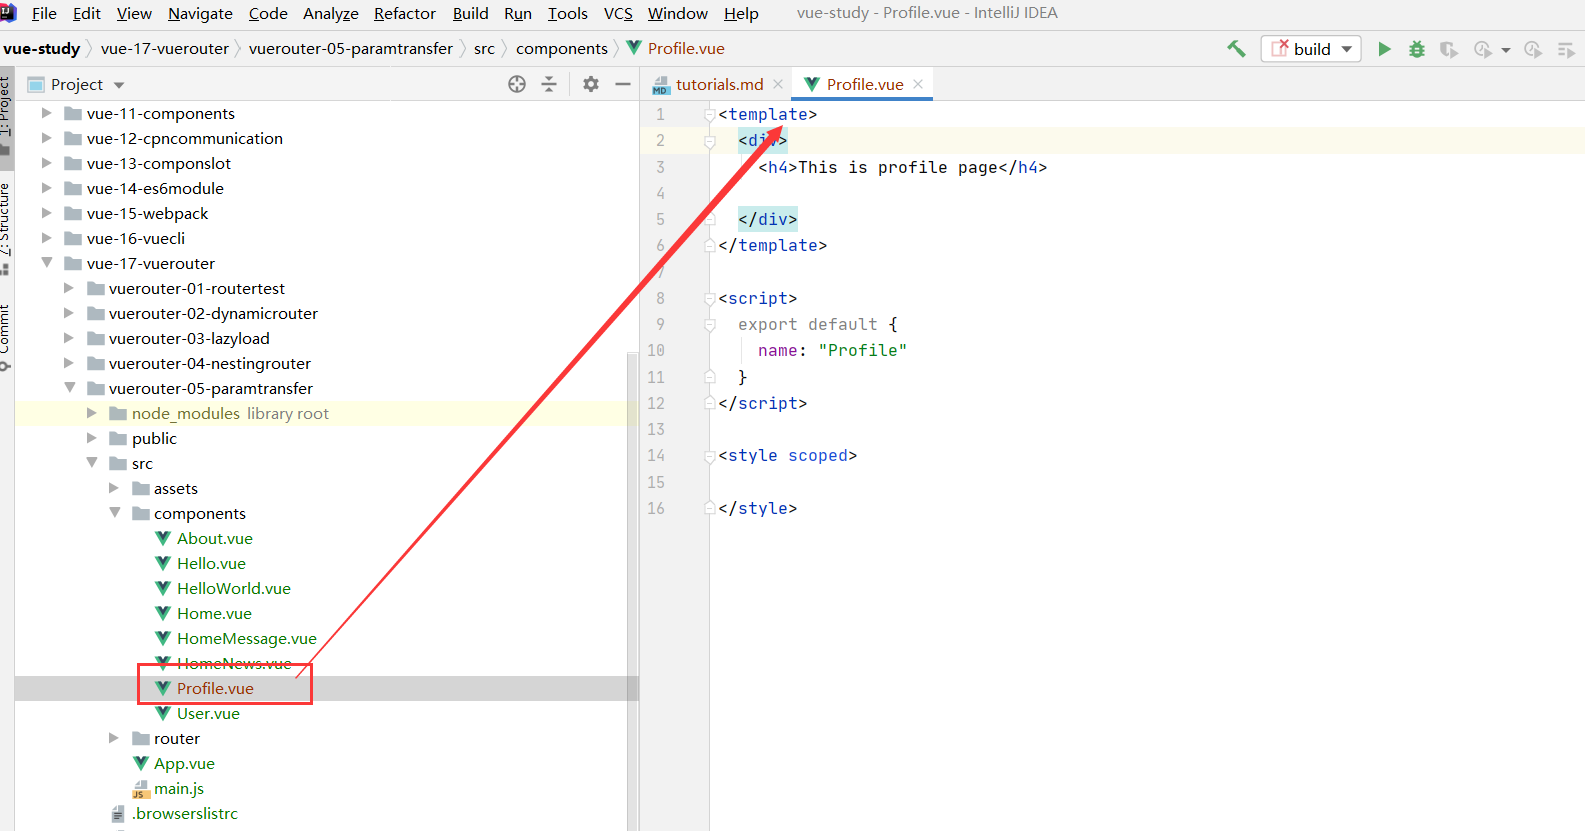 File Edit View Navigate Code Analyze Refactor Build Run Tools VCS Window Help vue-study - Profile.vue - IntelliJ IDEA
vue-study vue-17-vuerouter vuerouter-05-paramtransfer src components Profile.vue build
1: Project
7: Structure
Commit
Project
vue-11-components
vue-12-cpncommunication
vue-13-componslot
vue-14-es6module
vue-15-webpack
vue-16-vuecli
vue-17-vuerouter
vuerouter-01-routertest
vuerouter-02-dynamicrouter
vuerouter-03-lazyload
vuerouter-04-nestingrouter
vuerouter-05-paramtransfer
node_modules library root
public
src
assets
components
About.vue
Hello.vue
HelloWorld.vue
Home.vue
HomeMessage.vue
HomeNews.vue
Profile.vue
User.vue
router
App.vue
JS main.js
.browserslistrc
MD tutorials.md Profile.vue
1 <template>
2 <div>
3 <h4>This is profile page</h4>
4
5 </div>
6 </template>
7
8 <script>
9 export default {
10 name: "Profile"
11 }
12 </script>
13
14 <style scoped>
15
16 </style>